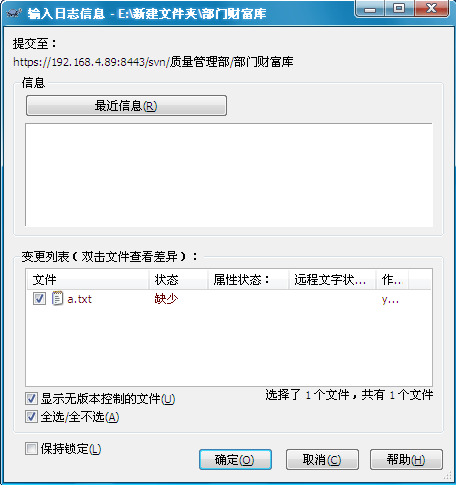 输入日志信息 - E:\新建文件夹\部门财富库
提交至：
https://192.168.4.89:8443/svn/质量管理部/部门财富库
信息
最近信息(R)
变更列表（双击文件查看差异）：
文件 状态 属性状态： 远程文字状... 作..
a.txt 缺少 y...
显示无版本控制的文件(U)
选择了 1 个文件，共有 1 个文件
全选/全不选(A)
保持锁定(L)
确定(O) 取消(C) 帮助(H)